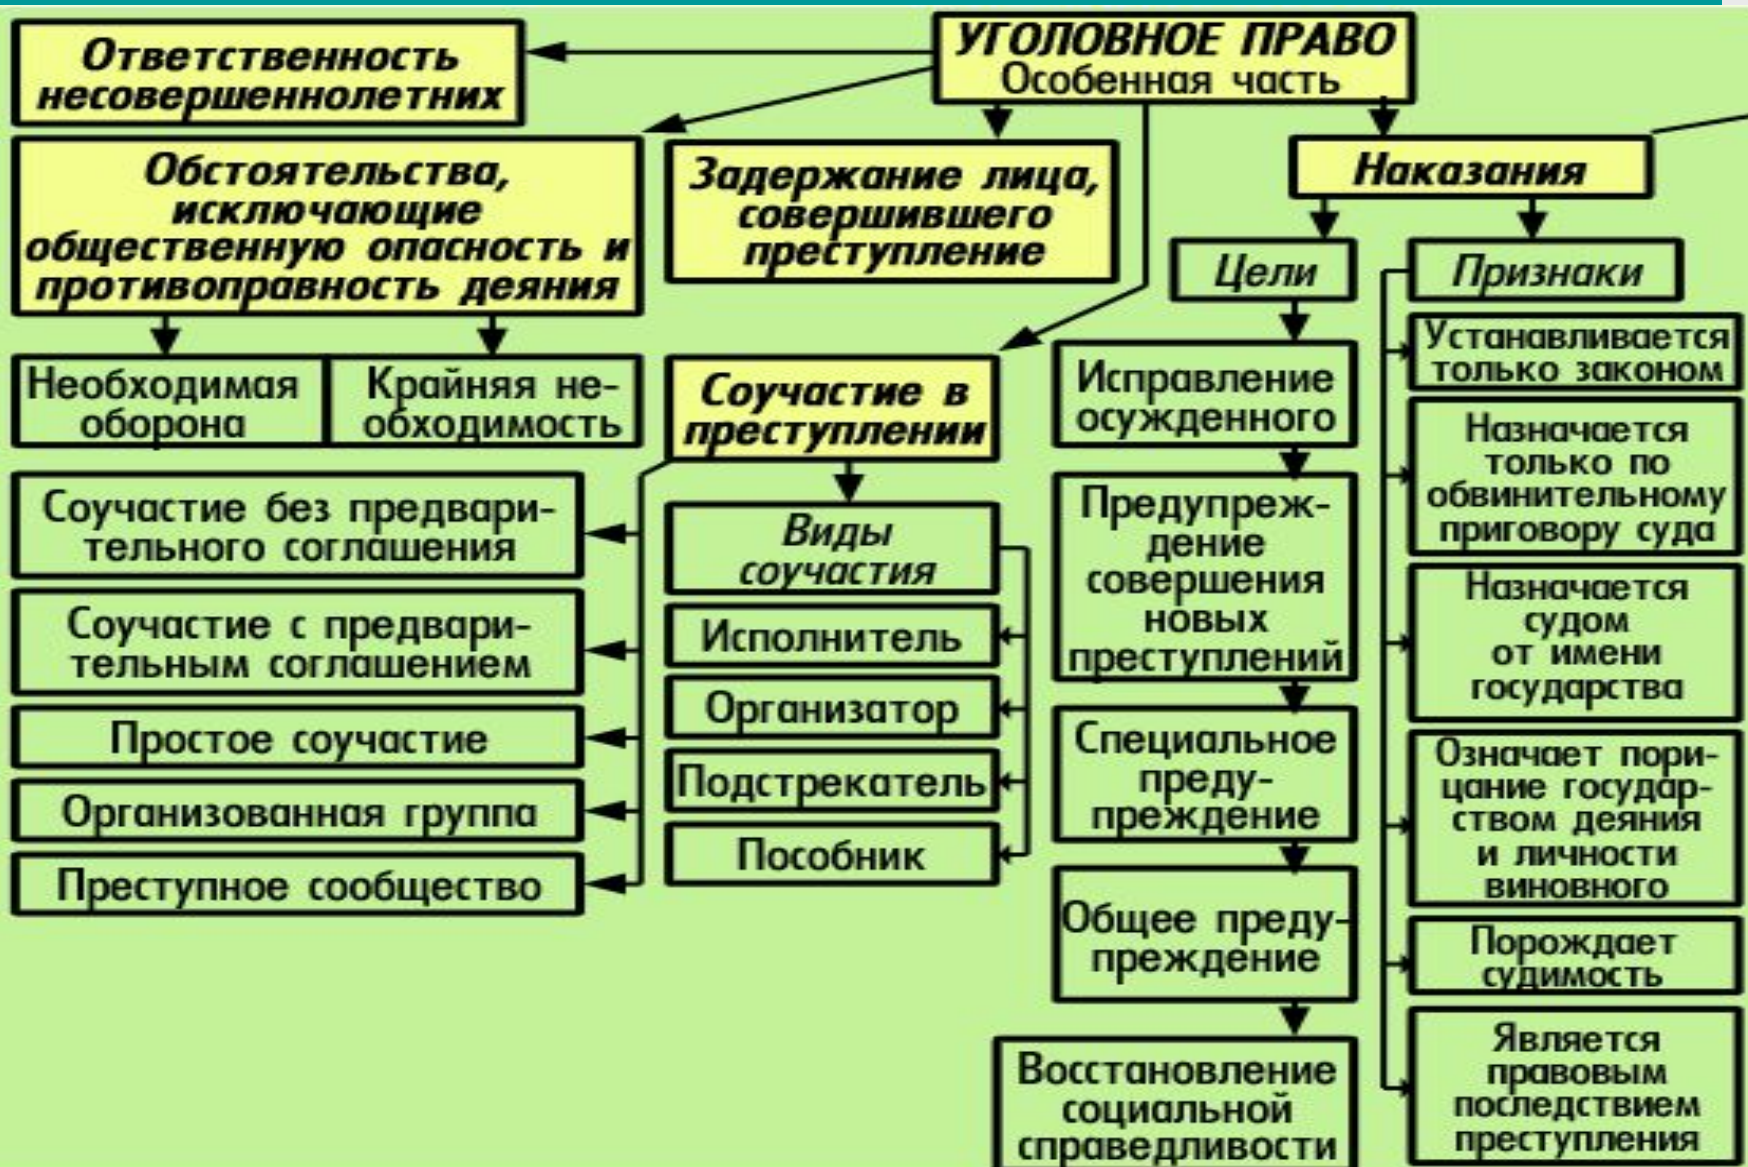 УГОЛОВНОЕ ПРАВО
Особенная часть
Ответственность
несовершеннолетних
Обстоятельства,
исключающие
общественную опасность и
противоправность деяния
Необходимая
оборона
Крайняя не-
обходимость
Задержание лица,
совершившего
преступление
Соучастие в
преступлении
Соучастие без предвари-
тельного соглашения
Соучастие с предвари-
тельным соглашением
Простое соучастие
Организованная группа
Преступное сообщество
Виды
соучастия
Исполнитель
Организатор
Подстрекатель
Пособник
Наказания
Цели
Исправление
осужденного
Предупреж-
дение
совершения
новых
преступлений
Специальное
преду-
преждение
Общее преду-
преждение
Восстановление
социальной
справедливости
Признаки
Устанавливается
только законом
Назначается
только по
обвинительному
приговору суда
Назначается
судом
от имени
государства
Означает пори-
цание государ-
ством деяния
и личности
виновного
Порождает
судимость
Является
правовым
последствием
преступления